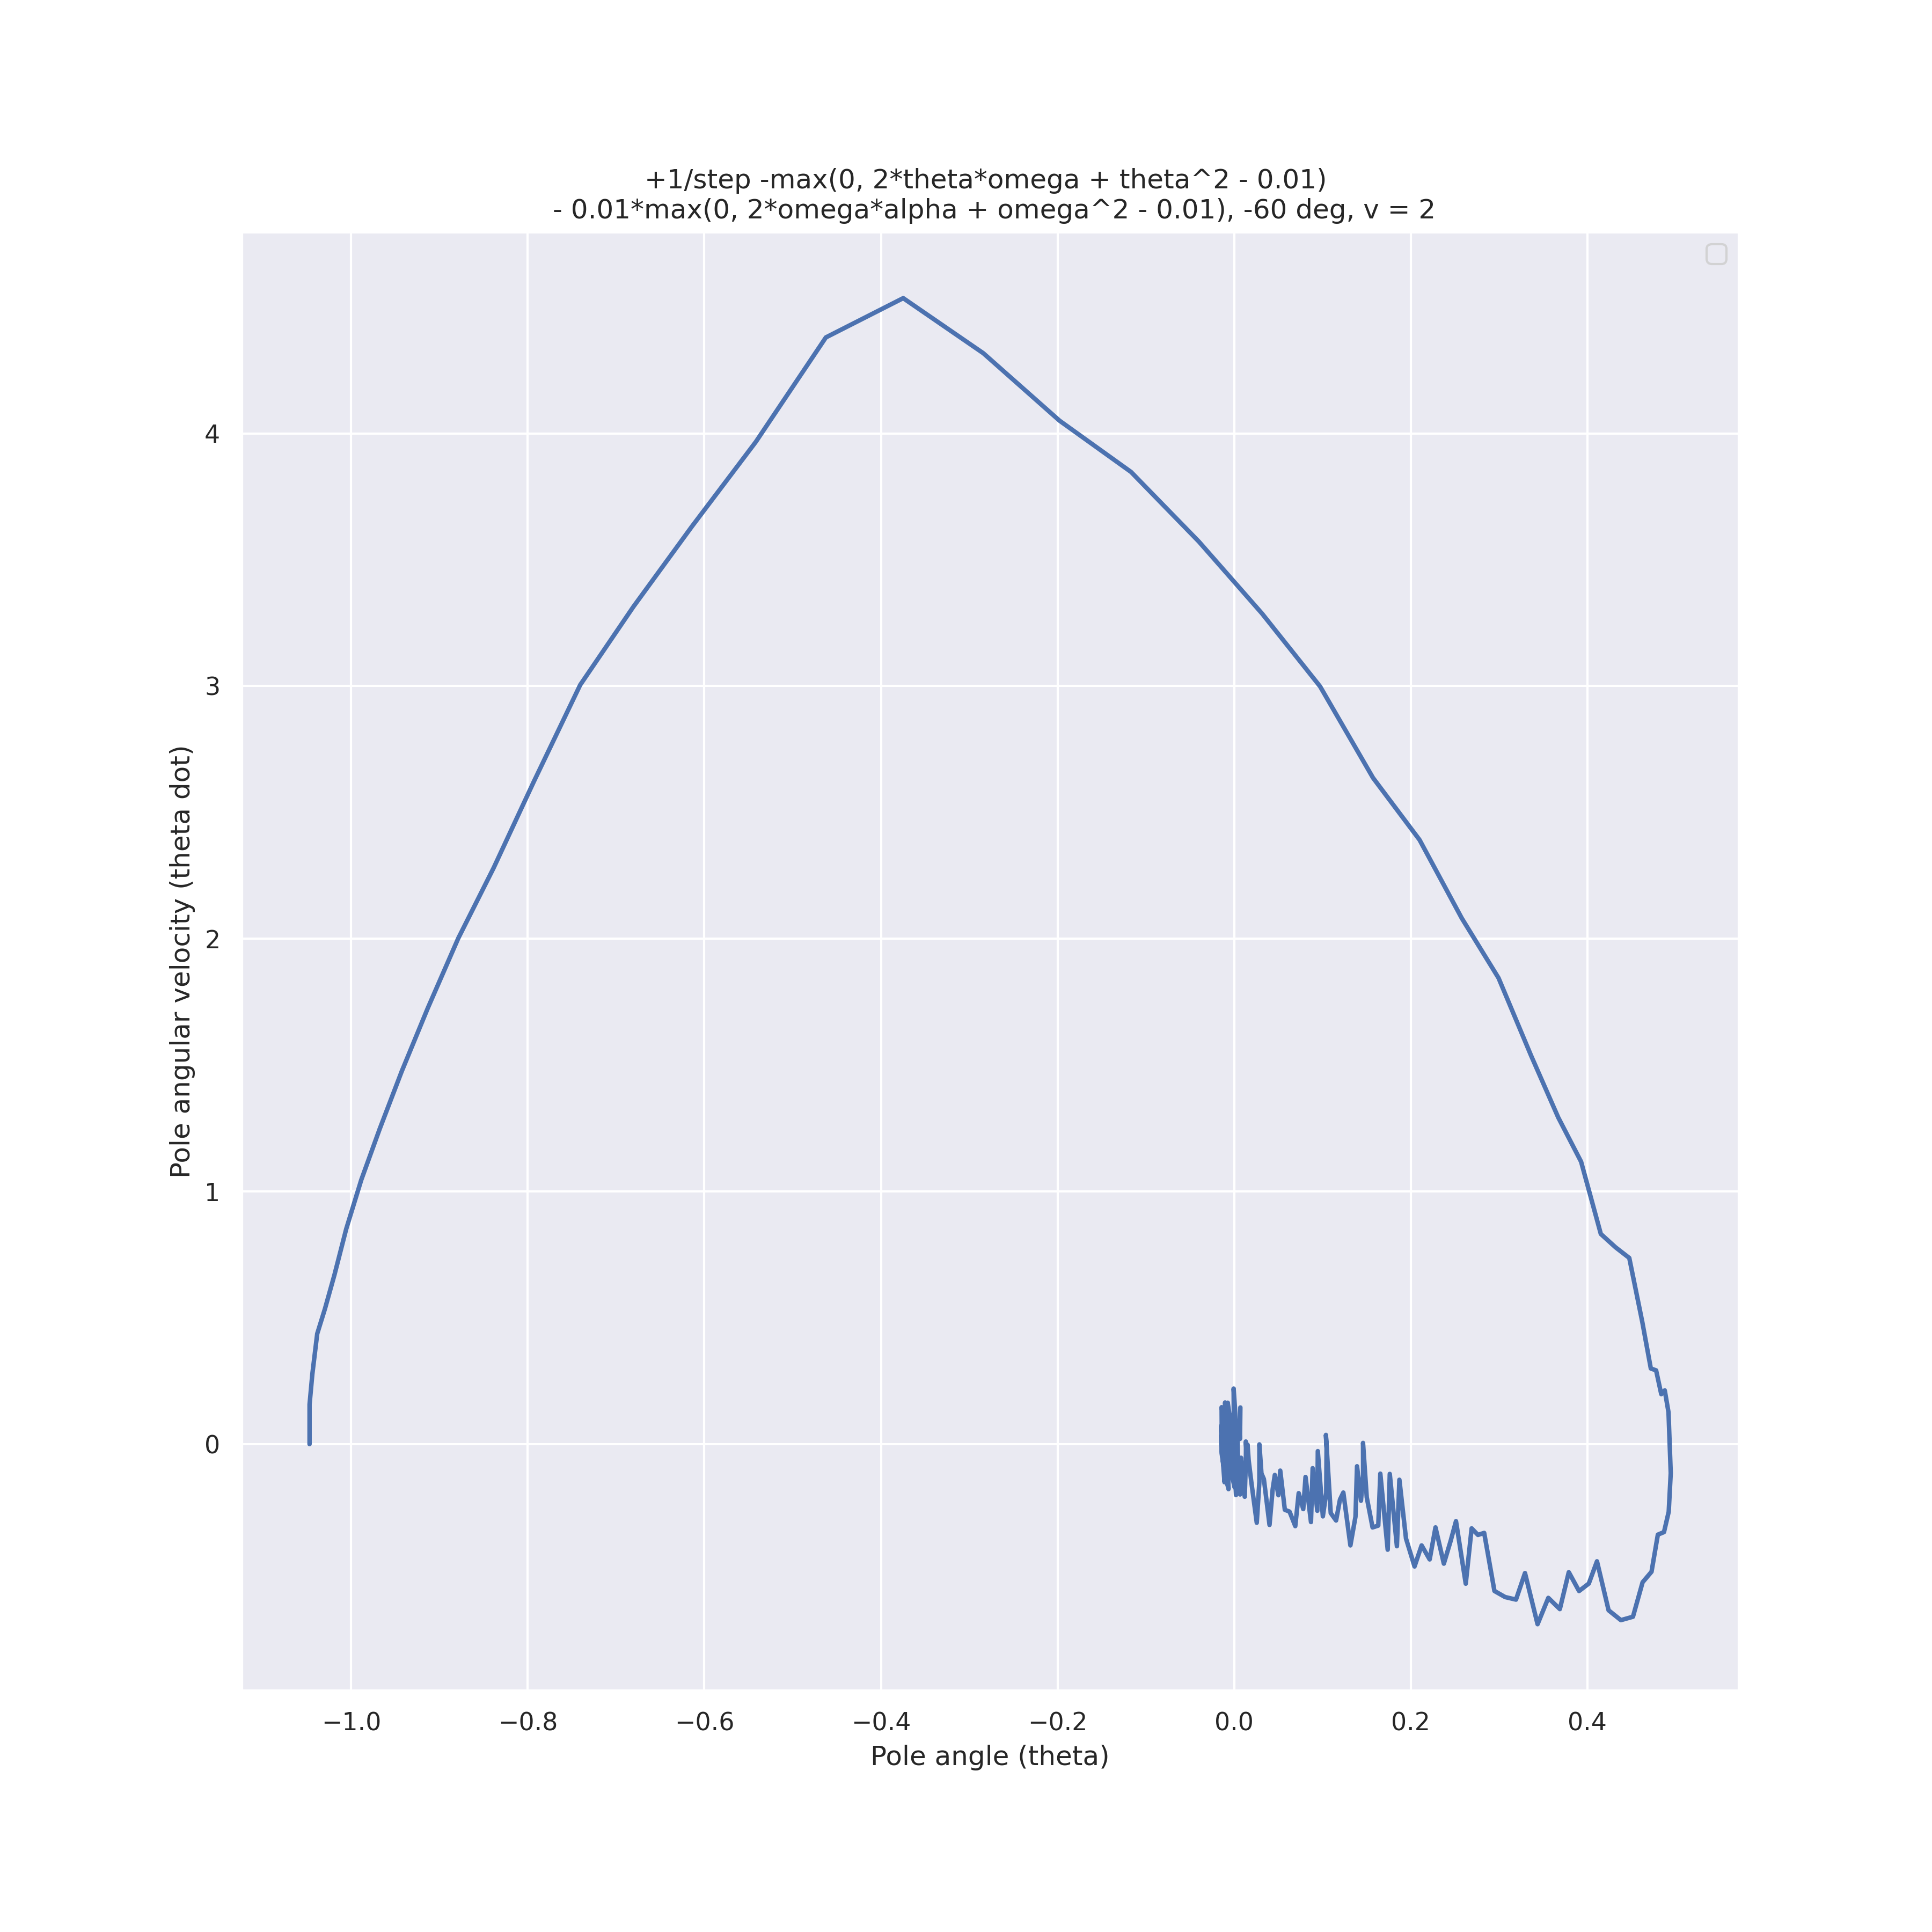 +1/step -max(0, 2*theta*omega + theta^2 - 0.01)
- 0.01*max(0, 2*omega*alpha + omega^2 - 0.01), -60 deg, v = 2
4
3
2
1
0
Pole angular velocity (theta dot)
−1.0 −0.8 −0.6 −0.4 −0.2 0.0 0.2 0.4
Pole angle (theta)